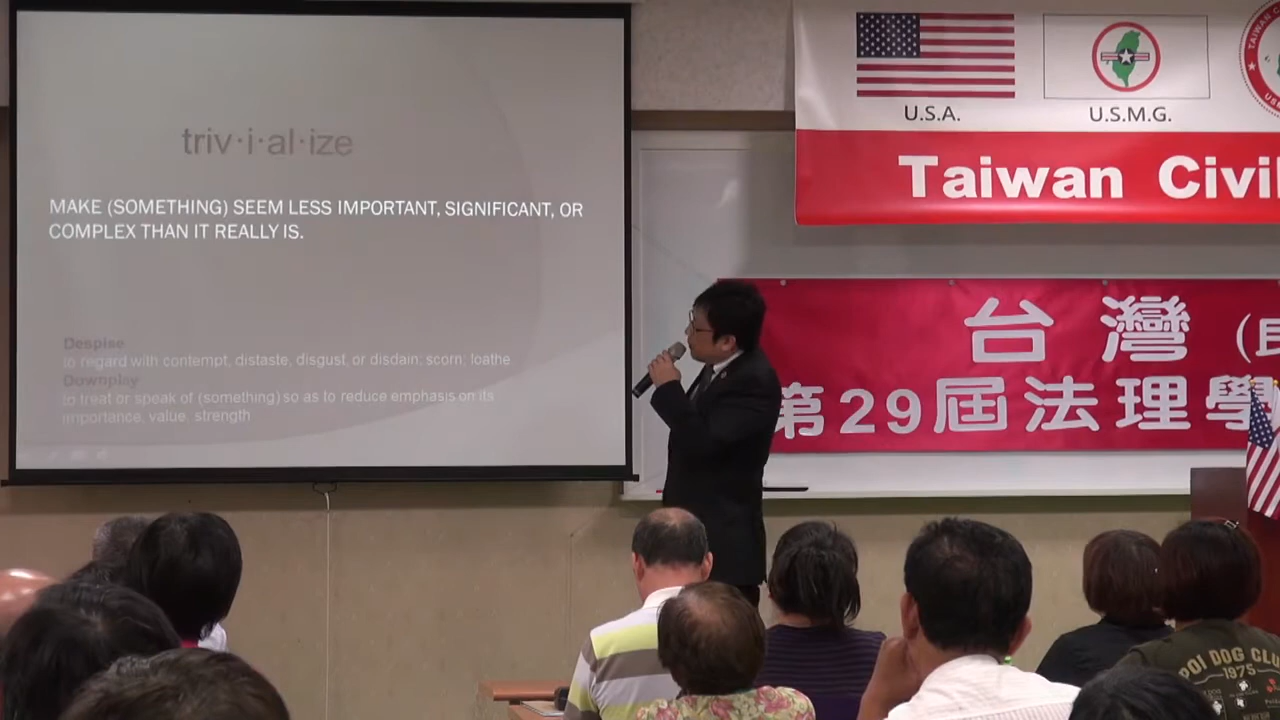 triv·i·al·ize
MAKE (SOMETHING) SEEM LESS IMPORTANT, SIGNIFICANT, OR
COMPLEX THAN IT REALLY IS.
Despise
to regard with contempt, distaste, disgust, or disdain; scorn; loathe
Downplay
to treat or speak of (something) so as to reduce emphasis on its
importance, value, strength
U.S.A.
U.S.M.G.
Taiwan Civil
台灣
第29屆法理學
POI DOG CLU
1975